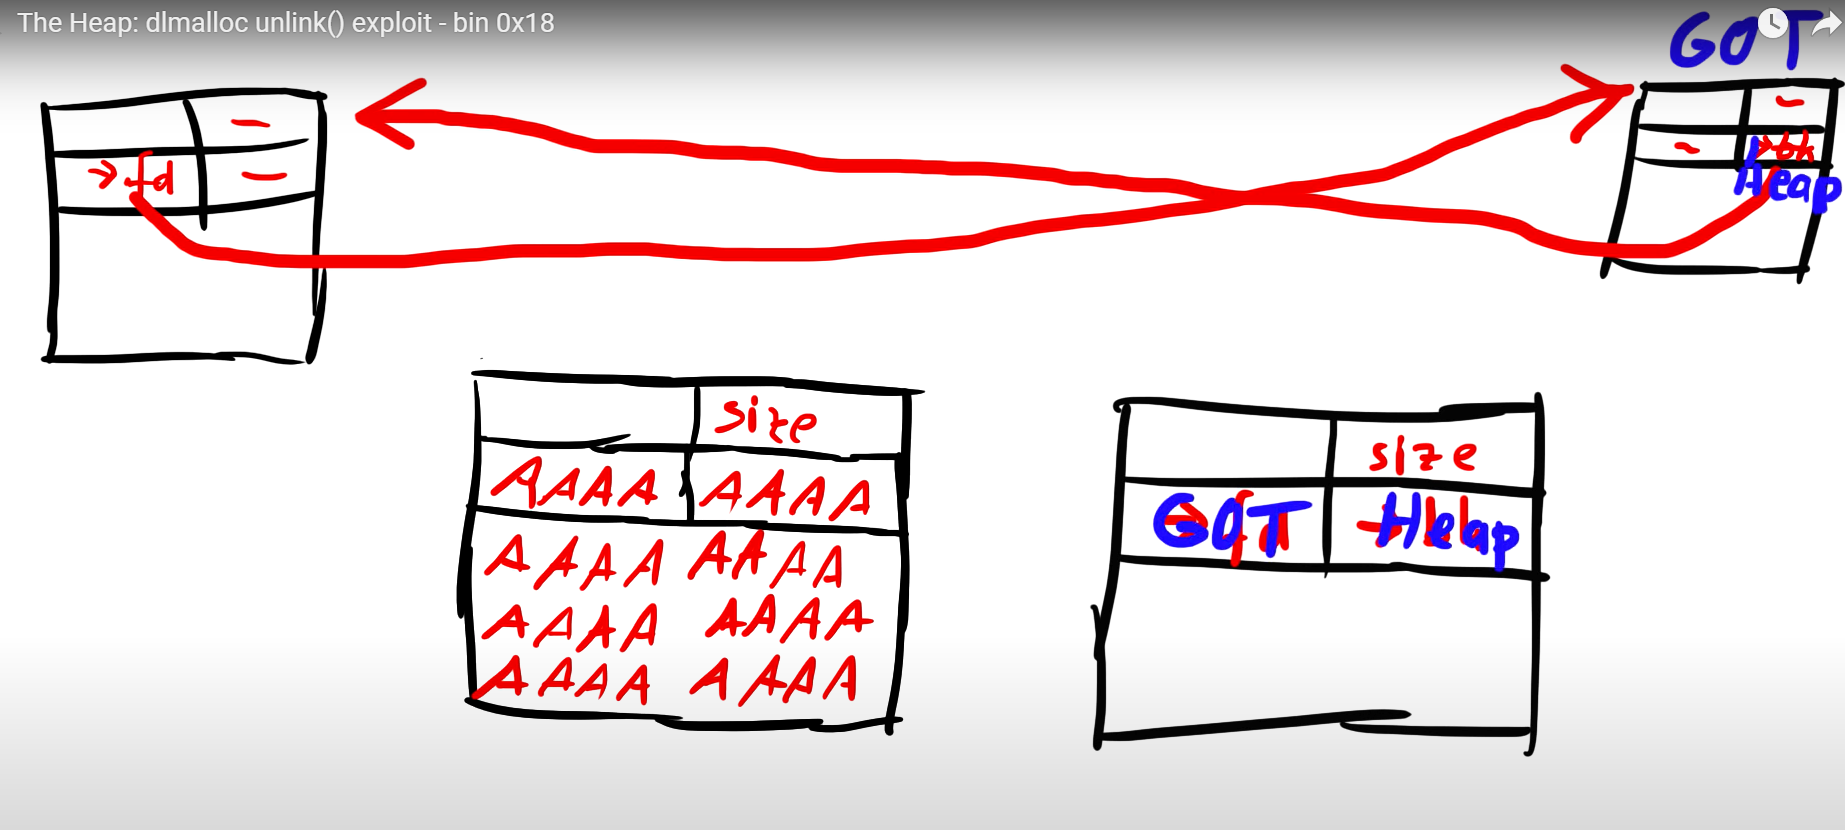 The Heap: dlmalloc unlink() exploit - bin 0x18
GOT
->fd
->bk
Heap
size
AAAA AAAA
AAAA AAAA
AAAA AAAA
AAAA AAAA
size
GOT Heap